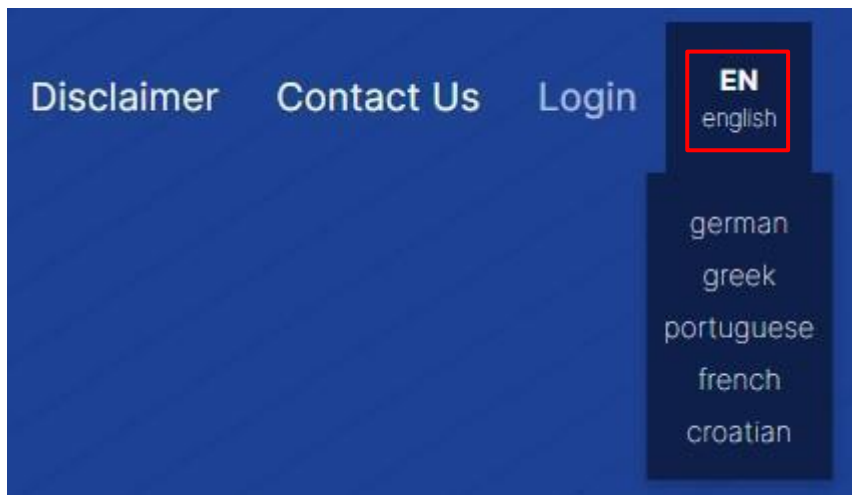 Disclaimer Contact Us Login EN
english
german
greek
portuguese
french
croatian